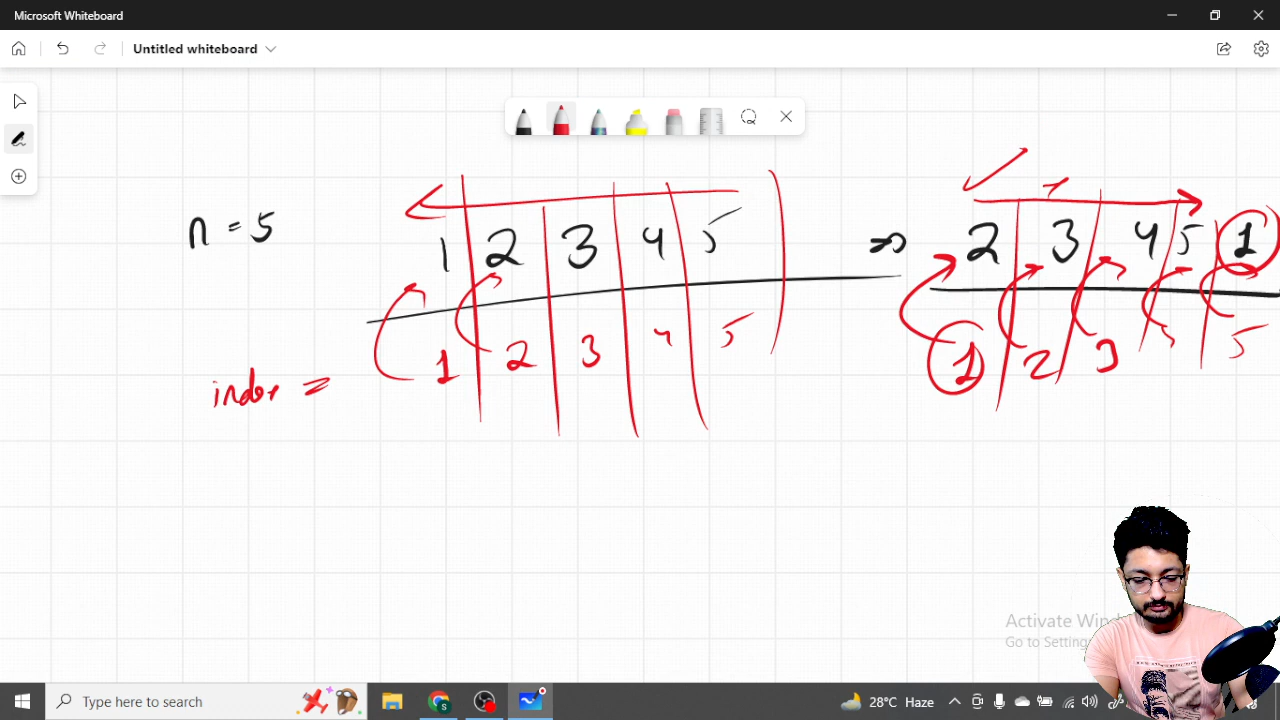 Microsoft Whiteboard
Untitled whiteboard
n = 5
1 2 3 4 5
2 3 4 5 1
index =
1 2 3 4 5
1 2 3 5
Activate Win
Go to Setting
Type here to search
28°C Haze